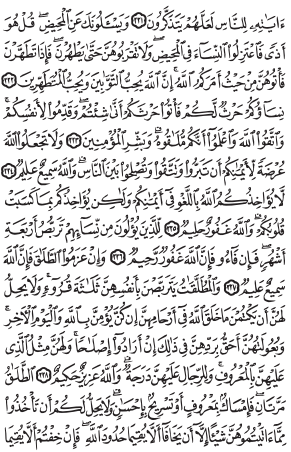 ءَايَٰتِهِۦ لِلنَّاسِ لَعَلَّهُمْ يَتَذَكَّرُونَ ٢٢١ وَيَسْـَٔلُونَكَ عَنِ ٱلْمَحِيضِ ۖ قُلْ هُوَ
أَذًى فَٱعْتَزِلُوا۟ ٱلنِّسَآءَ فِى ٱلْمَحِيضِ ۖ وَلَا تَقْرَبُوهُنَّ حَتَّىٰ يَطْهُرْنَ ۖ فَإِذَا تَطَهَّرْنَ
فَأْتُوهُنَّ مِنْ حَيْثُ أَمَرَكُمُ ٱللَّهُ ۚ إِنَّ ٱللَّهَ يُحِبُّ ٱلتَّوَّٰبِينَ وَيُحِبُّ ٱلْمُتَطَهِّرِينَ ٢٢٢
نِسَآؤُكُمْ حَرْثٌ لَّكُمْ فَأْتُوا۟ حَرْثَكُمْ أَنَّىٰ شِئْتُمْ ۖ وَقَدِّمُوا۟ لِأَنفُسِكُمْ ۚ
وَٱتَّقُوا۟ ٱللَّهَ وَٱعْلَمُوٓا۟ أَنَّكُم مُّلَٰقُوهُ ۗ وَبَشِّرِ ٱلْمُؤْمِنِينَ ٢٢٣ وَلَا تَجْعَلُوا۟ ٱللَّهَ
عُرْضَةً لِّأَيْمَٰنِكُمْ أَن تَبَرُّوا۟ وَتَتَّقُوا۟ وَتُصْلِحُوا۟ بَيْنَ ٱلنَّاسِ ۗ وَٱللَّهُ سَمِيعٌ عَلِيمٌ ٢٢٤
لَّا يُؤَاخِذُكُمُ ٱللَّهُ بِٱللَّغْوِ فِىٓ أَيْمَٰنِكُمْ وَلَٰكِن يُؤَاخِذُكُم بِمَا كَسَبَتْ
قُلُوبُكُمْ ۗ وَٱللَّهُ غَفُورٌ حَلِيمٌ ٢٢٥ لِّلَّذِينَ يُؤْلُونَ مِن نِّسَآئِهِمْ تَرَبُّصُ أَرْبَعَةِ
أَشْهُرٍ ۖ فَإِن فَآءُو فَإِنَّ ٱللَّهَ غَفُورٌ رَّحِيمٌ ٢٢٦ وَإِنْ عَزَمُوا۟ ٱلطَّلَٰقَ فَإِنَّ ٱللَّهَ
سَمِيعٌ عَلِيمٌ ٢٢٧ وَٱلْمُطَلَّقَٰتُ يَتَرَبَّصْنَ بِأَنفُسِهِنَّ ثَلَٰثَةَ قُرُوٓءٍ ۚ وَلَا يَحِلُّ
لَهُنَّ أَن يَكْتُمْنَ مَا خَلَقَ ٱللَّهُ فِىٓ أَرْحَامِهِنَّ إِن كُنَّ يُؤْمِنَّ بِٱللَّهِ وَٱلْيَوْمِ ٱلْءَاخِرِ ۚ
وَبُعُولَتُهُنَّ أَحَقُّ بِرَدِّهِنَّ فِى ذَٰلِكَ إِنْ أَرَادُوٓا۟ إِصْلَٰحًا ۚ وَلَهُنَّ مِثْلُ ٱلَّذِى
عَلَيْهِنَّ بِٱلْمَعْرُوفِ ۚ وَلِلرِّجَالِ عَلَيْهِنَّ دَرَجَةٌ ۗ وَٱللَّهُ عَزِيزٌ حَكِيمٌ ٢٢٨ ٱلطَّلَٰقُ
مَرَّتَانِ ۖ فَإِمْسَاكٌۢ بِمَعْرُوفٍ أَوْ تَسْرِيحٌۢ بِإِحْسَٰنٍ ۗ وَلَا يَحِلُّ لَكُمْ أَن تَأْخُذُوا۟
مِمَّآ ءَاتَيْتُمُوهُنَّ شَيْـًٔا إِلَّآ أَن يَخَافَآ أَلَّا يُقِيمَا حُدُودَ ٱللَّهِ ۖ فَإِنْ خِفْتُمْ أَلَّا يُقِيمَا